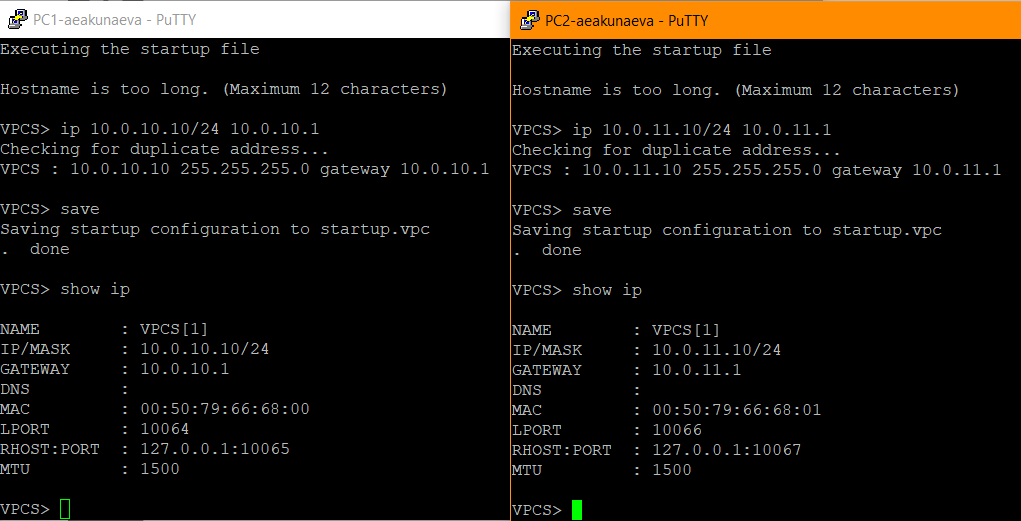 PC1-aeakunaeva - PuTTY
Executing the startup file
Hostname is too long. (Maximum 12 characters)
VPCS> ip 10.0.10.10/24 10.0.10.1
Checking for duplicate address...
VPCS : 10.0.10.10 255.255.255.0 gateway 10.0.10.1
VPCS> save
Saving startup configuration to startup.vpc
.  done
VPCS> show ip
NAME        : VPCS[1]
IP/MASK     : 10.0.10.10/24
GATEWAY     : 10.0.10.1
DNS         :
MAC         : 00:50:79:66:68:00
LPORT       : 10064
RHOST:PORT  : 127.0.0.1:10065
MTU         : 1500
VPCS>
PC2-aeakunaeva - PuTTY
Executing the startup file
Hostname is too long. (Maximum 12 characters)
VPCS> ip 10.0.11.10/24 10.0.11.1
Checking for duplicate address...
VPCS : 10.0.11.10 255.255.255.0 gateway 10.0.11.1
VPCS> save
Saving startup configuration to startup.vpc
.  done
VPCS> show ip
NAME        : VPCS[1]
IP/MASK     : 10.0.11.10/24
GATEWAY     : 10.0.11.1
DNS         :
MAC         : 00:50:79:66:68:01
LPORT       : 10066
RHOST:PORT  : 127.0.0.1:10067
MTU         : 1500
VPCS>